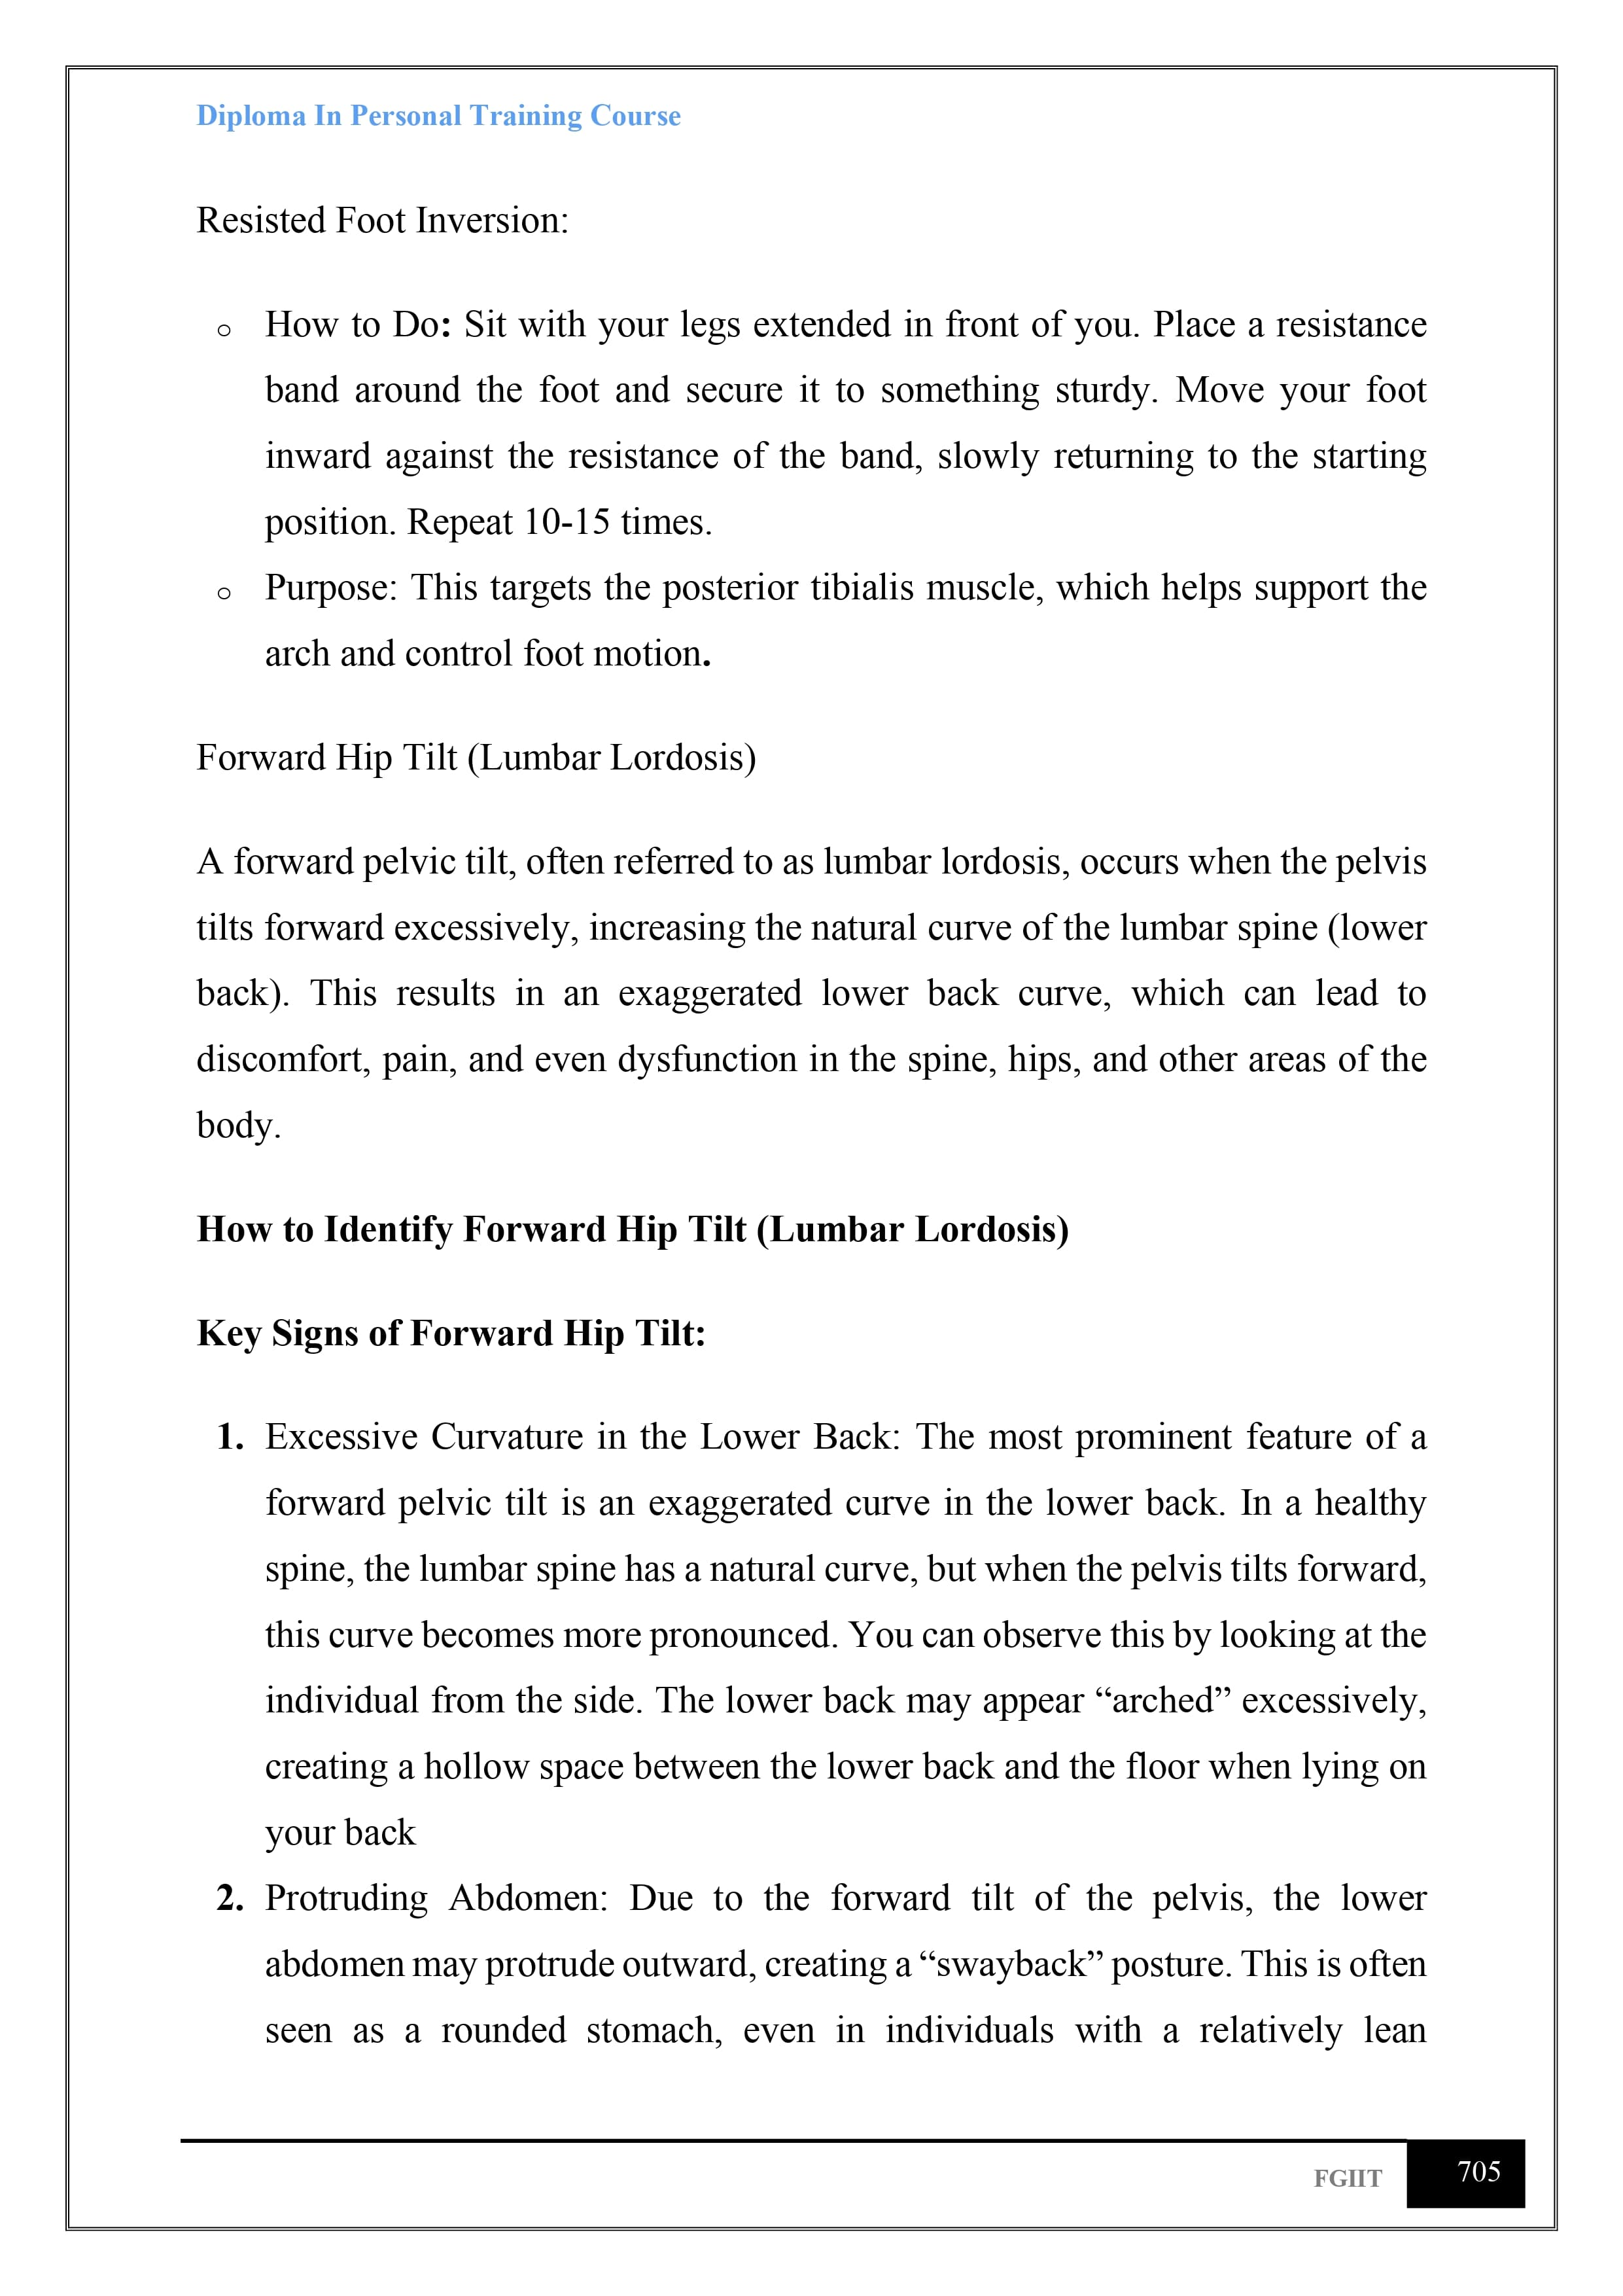 Diploma In Personal Training Course
Resisted Foot Inversion:
○ How to Do: Sit with your legs extended in front of you. Place a resistance
band around the foot and secure it to something sturdy. Move your foot
inward against the resistance of the band, slowly returning to the starting
position. Repeat 10-15 times.
○ Purpose: This targets the posterior tibialis muscle, which helps support the
arch and control foot motion.
Forward Hip Tilt (Lumbar Lordosis)
A forward pelvic tilt, often referred to as lumbar lordosis, occurs when the pelvis
tilts forward excessively, increasing the natural curve of the lumbar spine (lower
back). This results in an exaggerated lower back curve, which can lead to
discomfort, pain, and even dysfunction in the spine, hips, and other areas of the
body.
How to Identify Forward Hip Tilt (Lumbar Lordosis)
Key Signs of Forward Hip Tilt:
1. Excessive Curvature in the Lower Back: The most prominent feature of a
forward pelvic tilt is an exaggerated curve in the lower back. In a healthy
spine, the lumbar spine has a natural curve, but when the pelvis tilts forward,
this curve becomes more pronounced. You can observe this by looking at the
individual from the side. The lower back may appear “arched” excessively,
creating a hollow space between the lower back and the floor when lying on
your back
2. Protruding Abdomen: Due to the forward tilt of the pelvis, the lower
abdomen may protrude outward, creating a “swayback” posture. This is often
seen as a rounded stomach, even in individuals with a relatively lean
FGIIT 705